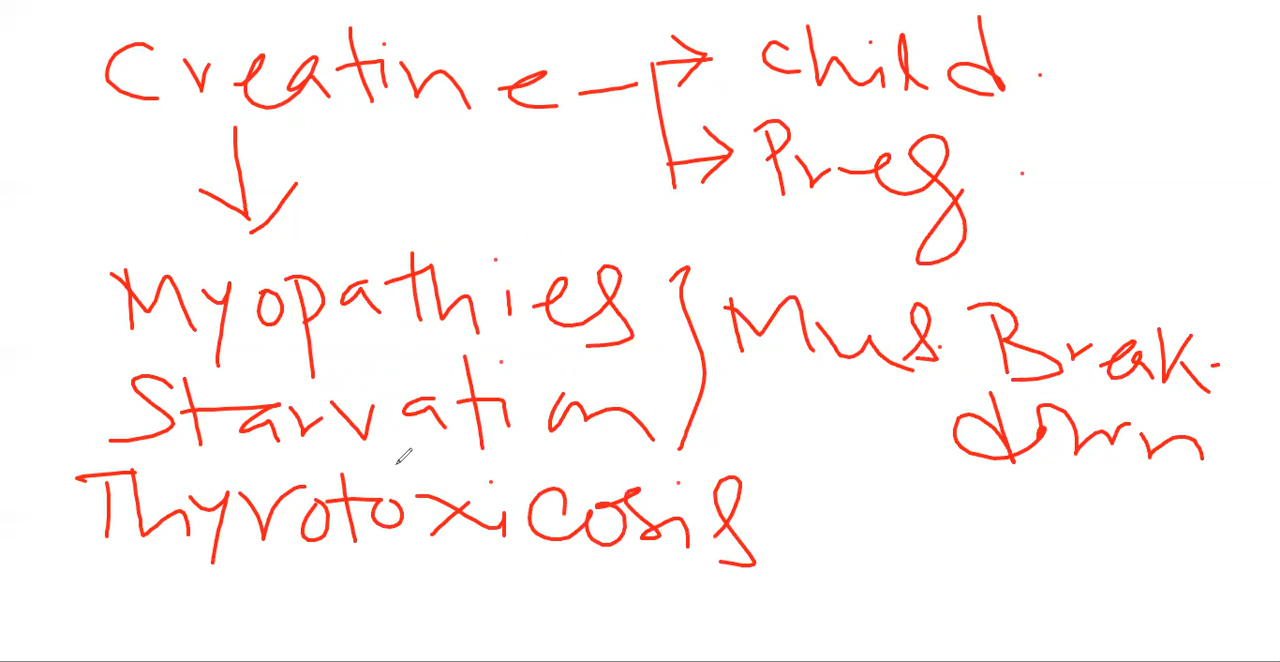 Creatine → Child
→ Preg
↓
Myopathies } Mus. Break-
Starvation down
Thyrotoxicosis